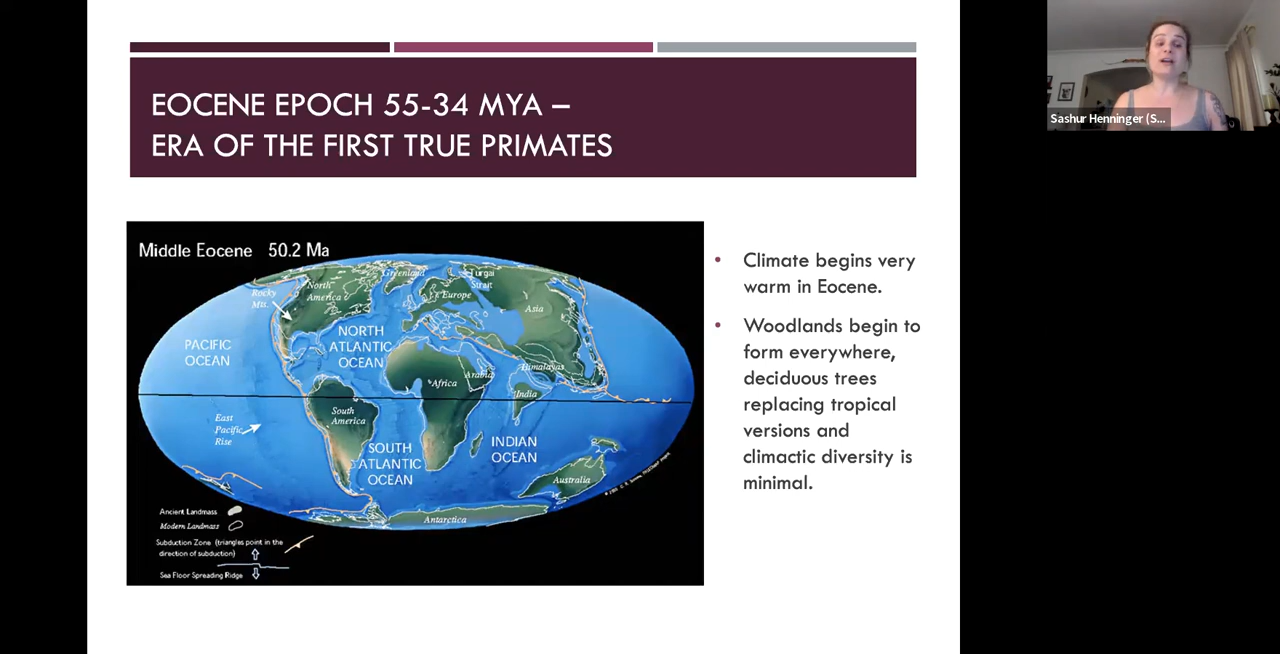 EOCENE EPOCH 55-34 MYA –
ERA OF THE FIRST TRUE PRIMATES
Sashur Henninger (S...
Middle Eocene 50.2 Ma
Greenland
Turgai
Strait
North
America
Rocky
Mts.
Europe
Asia
PACIFIC
OCEAN
NORTH
ATLANTIC
OCEAN
Himalayas
Arabia
Africa
India
South
America
East
Pacific
Rise
SOUTH
ATLANTIC
OCEAN
INDIAN
OCEAN
Australia
Antarctica
Ancient Landmass
Modern Landmass
Subduction Zone (triangles point in the
direction of subduction)
Sea Floor Spreading Ridge
• Climate begins very
warm in Eocene.
• Woodlands begin to
form everywhere,
deciduous trees
replacing tropical
versions and
climactic diversity is
minimal.